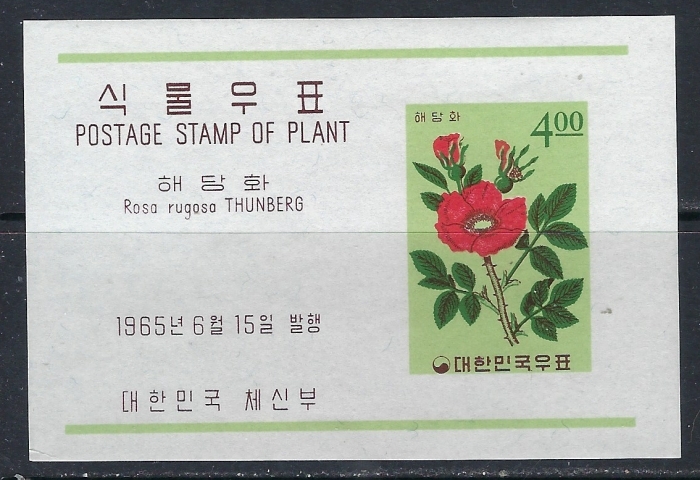 식물우표
POSTAGE STAMP OF PLANT
해당화
Rosa rugosa THUNBERG
1965년 6월 15일 발행
대한민국 체신부
해당화
4.00
대한민국우표